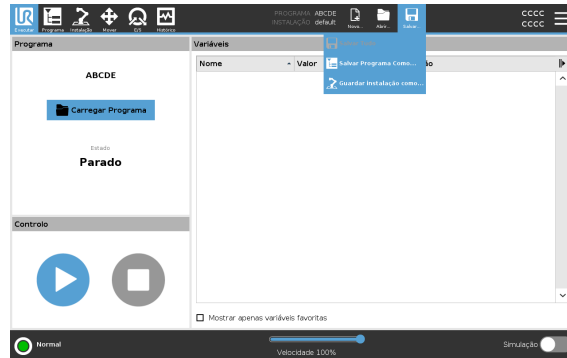 UR
Executar Programa Instalação Mover E/S Histórico
PROGRAMA ABCDE
INSTALAÇÃO default
Novo... Abrir... Salvar...
CCCC
CCCC
Programa
ABCDE
Carregar Programa
Estado
Parado
Controlo
Variáveis
Nome Valor
Salvar Programa Como...
Guardar Instalação como...
Mostrar apenas variáveis favoritas
Normal
Velocidade 100%
Simulação